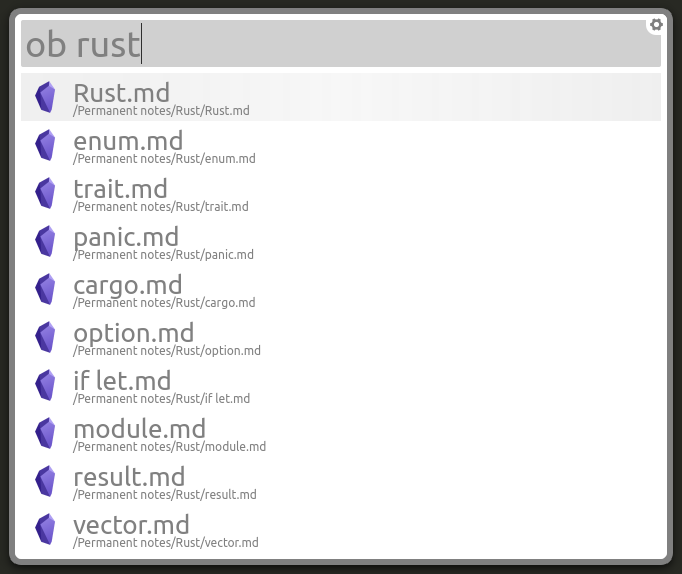 ob rust
Rust.md
/Permanent notes/Rust/Rust.md
enum.md
/Permanent notes/Rust/enum.md
trait.md
/Permanent notes/Rust/trait.md
panic.md
/Permanent notes/Rust/panic.md
cargo.md
/Permanent notes/Rust/cargo.md
option.md
/Permanent notes/Rust/option.md
if let.md
/Permanent notes/Rust/if let.md
module.md
/Permanent notes/Rust/module.md
result.md
/Permanent notes/Rust/result.md
vector.md
/Permanent notes/Rust/vector.md